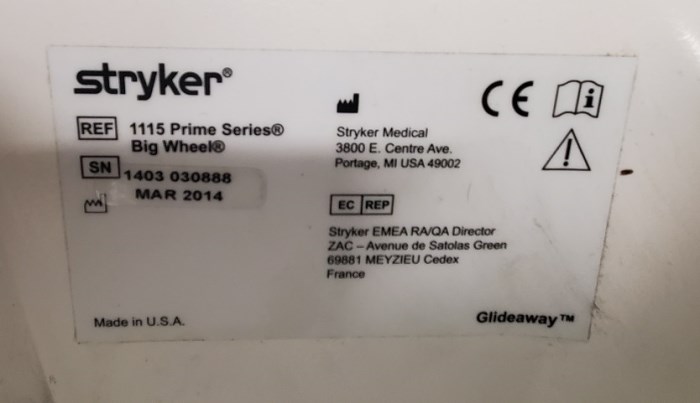 stryker®
REF 1115 Prime Series®
Big Wheel®
SN 1403 030888
MAR 2014
Made in U.S.A.
Stryker Medical
3800 E. Centre Ave.
Portage, MI USA 49002
EC REP
Stryker EMEA RA/QA Director
ZAC – Avenue de Satolas Green
69881 MEYZIEU Cedex
France
CE
Glideaway™